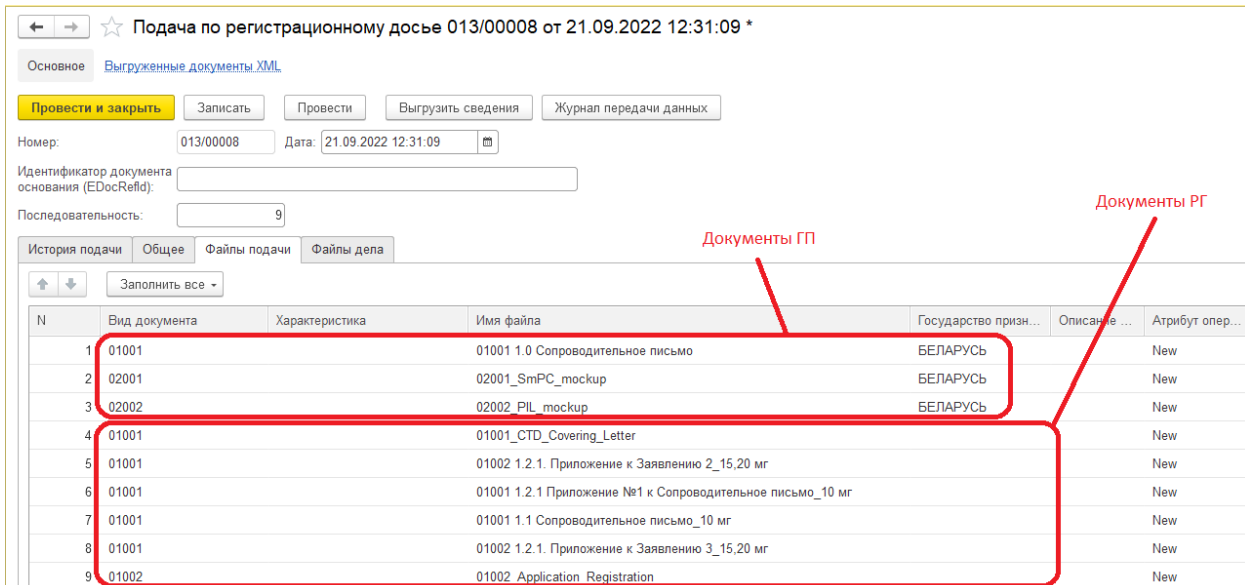 Подача по регистрационному досье 013/00008 от 21.09.2022 12:31:09 *
Основное Выгруженные документы XML
Провести и закрыть Записать Провести Выгрузить сведения Журнал передачи данных
Номер: 013/00008 Дата: 21.09.2022 12:31:09
Идентификатор документа
основания (EDocRefId):
Последовательность: 9
Документы РГ
История подачи Общее Файлы подачи Файлы дела
Документы ГП
Заполнить все
N Вид документа Характеристика Имя файла Государство призн... Описание ... Атрибут опер...
1 01001 01001 1.0 Сопроводительное письмо БЕЛАРУСЬ New
2 02001 02001_SmPC_mockup БЕЛАРУСЬ New
3 02002 02002_PIL_mockup БЕЛАРУСЬ New
4 01001 01001_CTD_Covering_Letter New
5 01001 01002 1.2.1. Приложение к Заявлению 2_15,20 мг New
6 01001 01001 1.2.1 Приложение №1 к Сопроводительное письмо_10 мг New
7 01001 01001 1.1 Сопроводительное письмо_10 мг New
8 01001 01002 1.2.1. Приложение к Заявлению 3_15,20 мг New
9 01002 01002_Application_Registration New